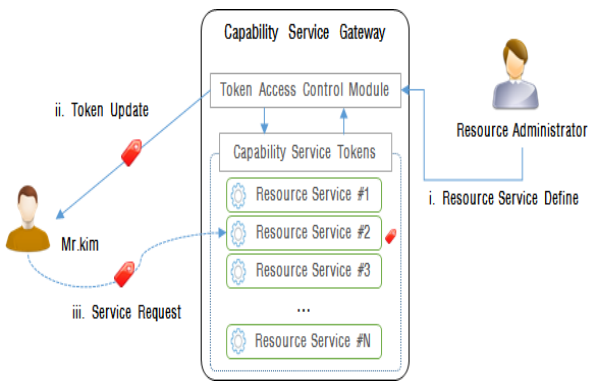 Capability Service Gateway
Token Access Control Module
ii. Token Update
Resource Administrator
Capability Service Tokens
i. Resource Service Define
Resource Service #1
Resource Service #2
Mr.kim
Resource Service #3
iii. Service Request
...
Resource Service #N